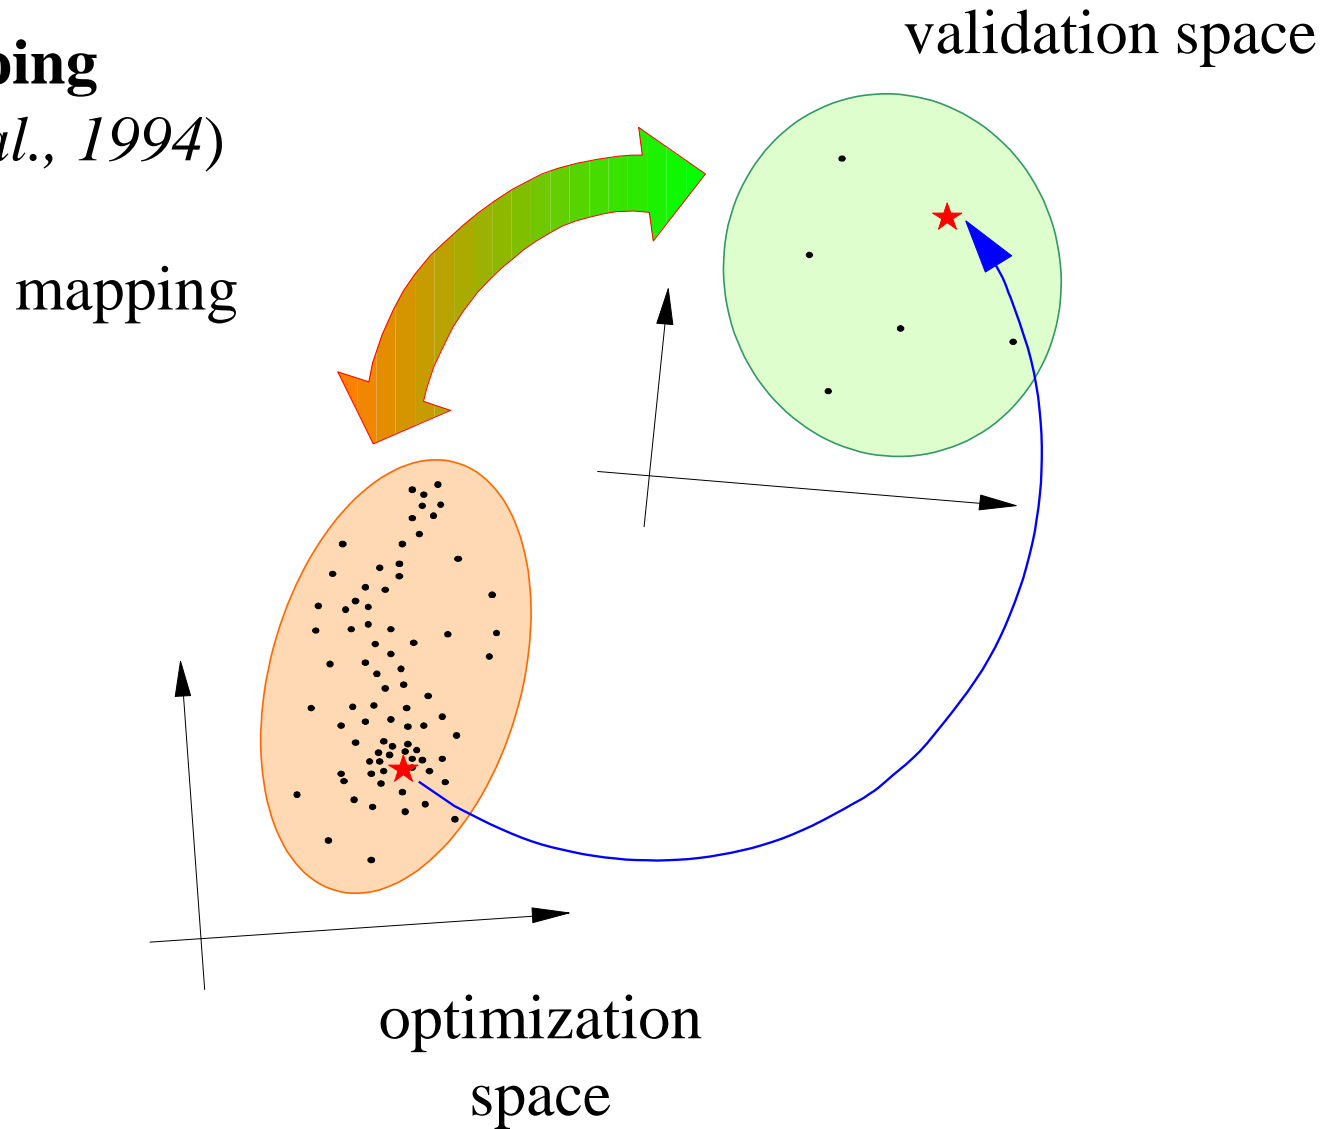 validation space
ping
al., 1994)
mapping
optimization
space